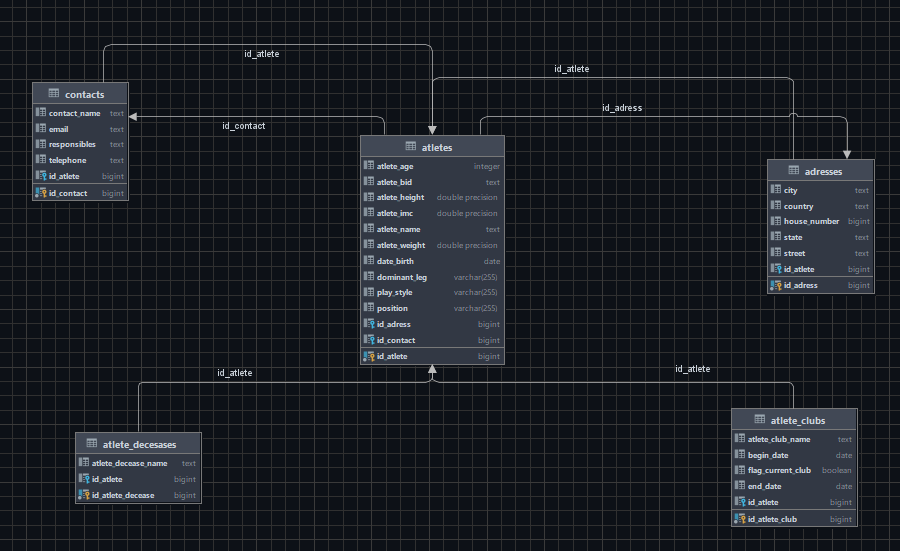 id_atlete
id_atlete
id_adress
id_contact
contacts
contact_name text
email text
responsibles text
telephone text
id_atlete bigint
id_contact bigint
atletes
atlete_age integer
atlete_bid text
atlete_height double precision
atlete_imc double precision
atlete_name text
atlete_weight double precision
date_birth date
dominant_leg varchar(255)
play_style varchar(255)
position varchar(255)
id_adress bigint
id_contact bigint
id_atlete bigint
adresses
city text
country text
house_number bigint
state text
street text
id_atlete bigint
id_adress bigint
id_atlete
id_atlete
atlete_decesases
atlete_decease_name text
id_atlete bigint
id_atlete_decease bigint
atlete_clubs
atlete_club_name text
begin_date date
flag_current_club boolean
end_date date
id_atlete bigint
id_atlete_club bigint